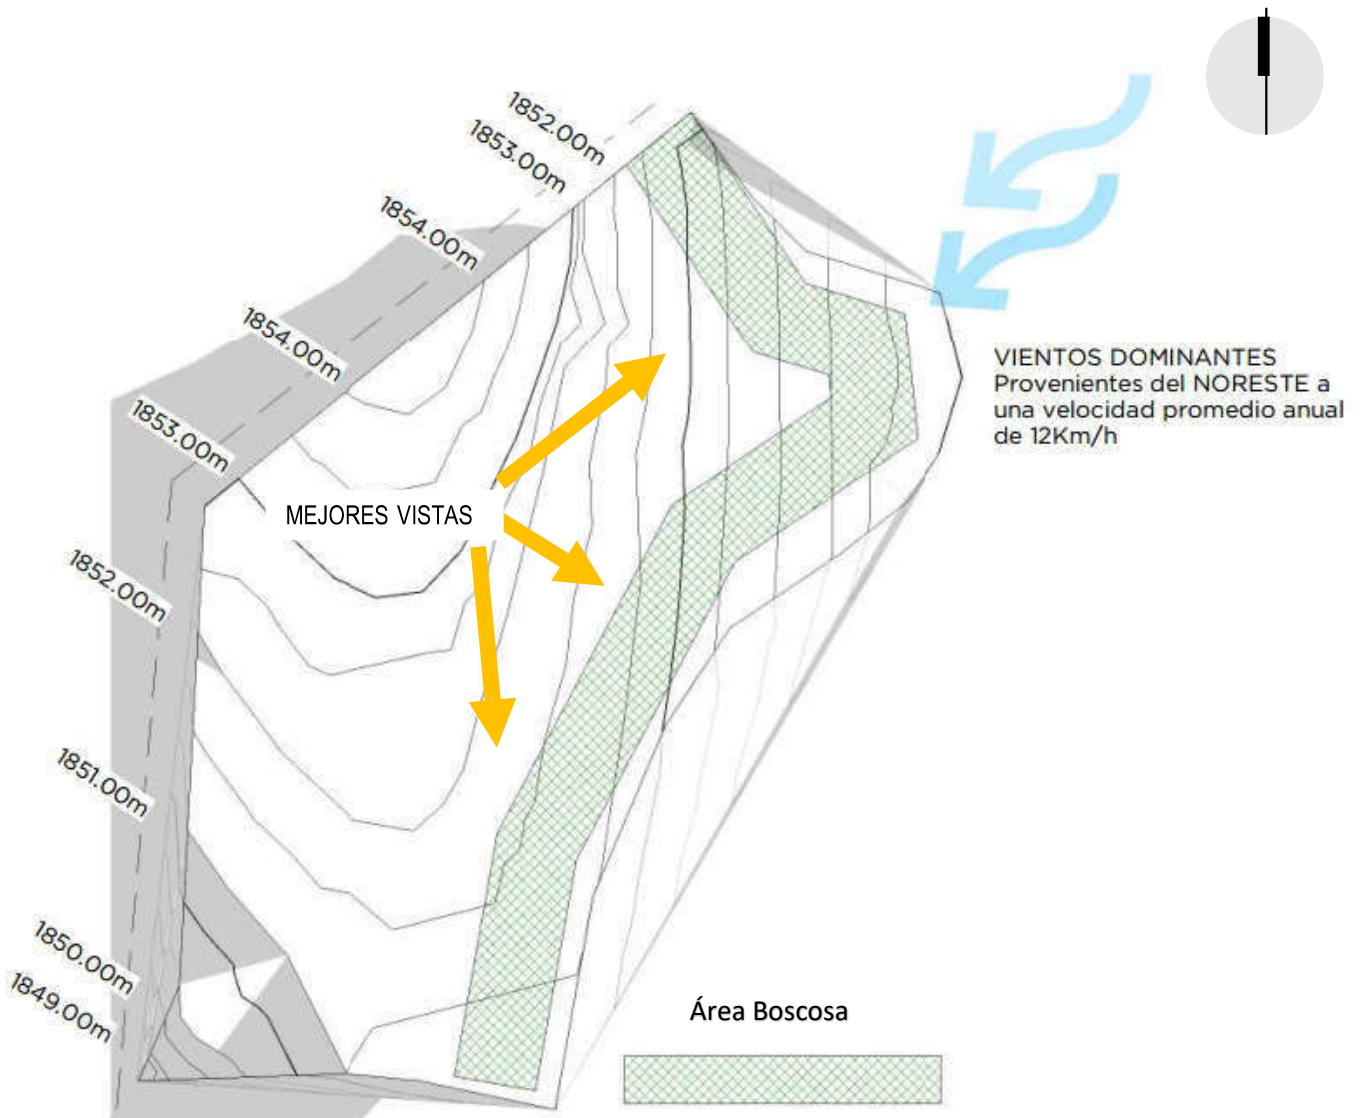 1852.00m
1853.00m
1854.00m
1854.00m
1853.00m
VIENTOS DOMINANTES
Provenientes del NORESTE a
una velocidad promedio anual
de 12Km/h
MEJORES VISTAS
1852.00m
1851.00m
1850.00m
1849.00m
Área Boscosa